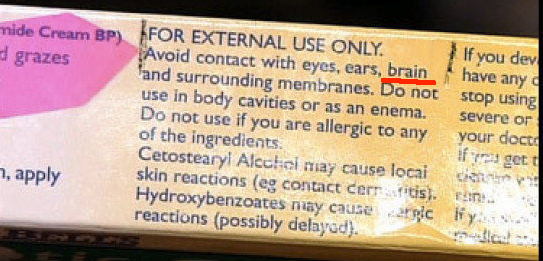 mide Cream BP)
d grazes
n, apply
FOR EXTERNAL USE ONLY.
Avoid contact with eyes, ears, brain
and surrounding membranes. Do not
use in body cavities or as an enema.
Do not use if you are allergic to any
of the ingredients.
Cetostearyl Alcohol may cause local
skin reactions (eg contact dermatitis).
Hydroxybenzoates may cause allergic
reactions (possibly delayed).
If you dev
have any
stop using
severe or
your docto
if you get